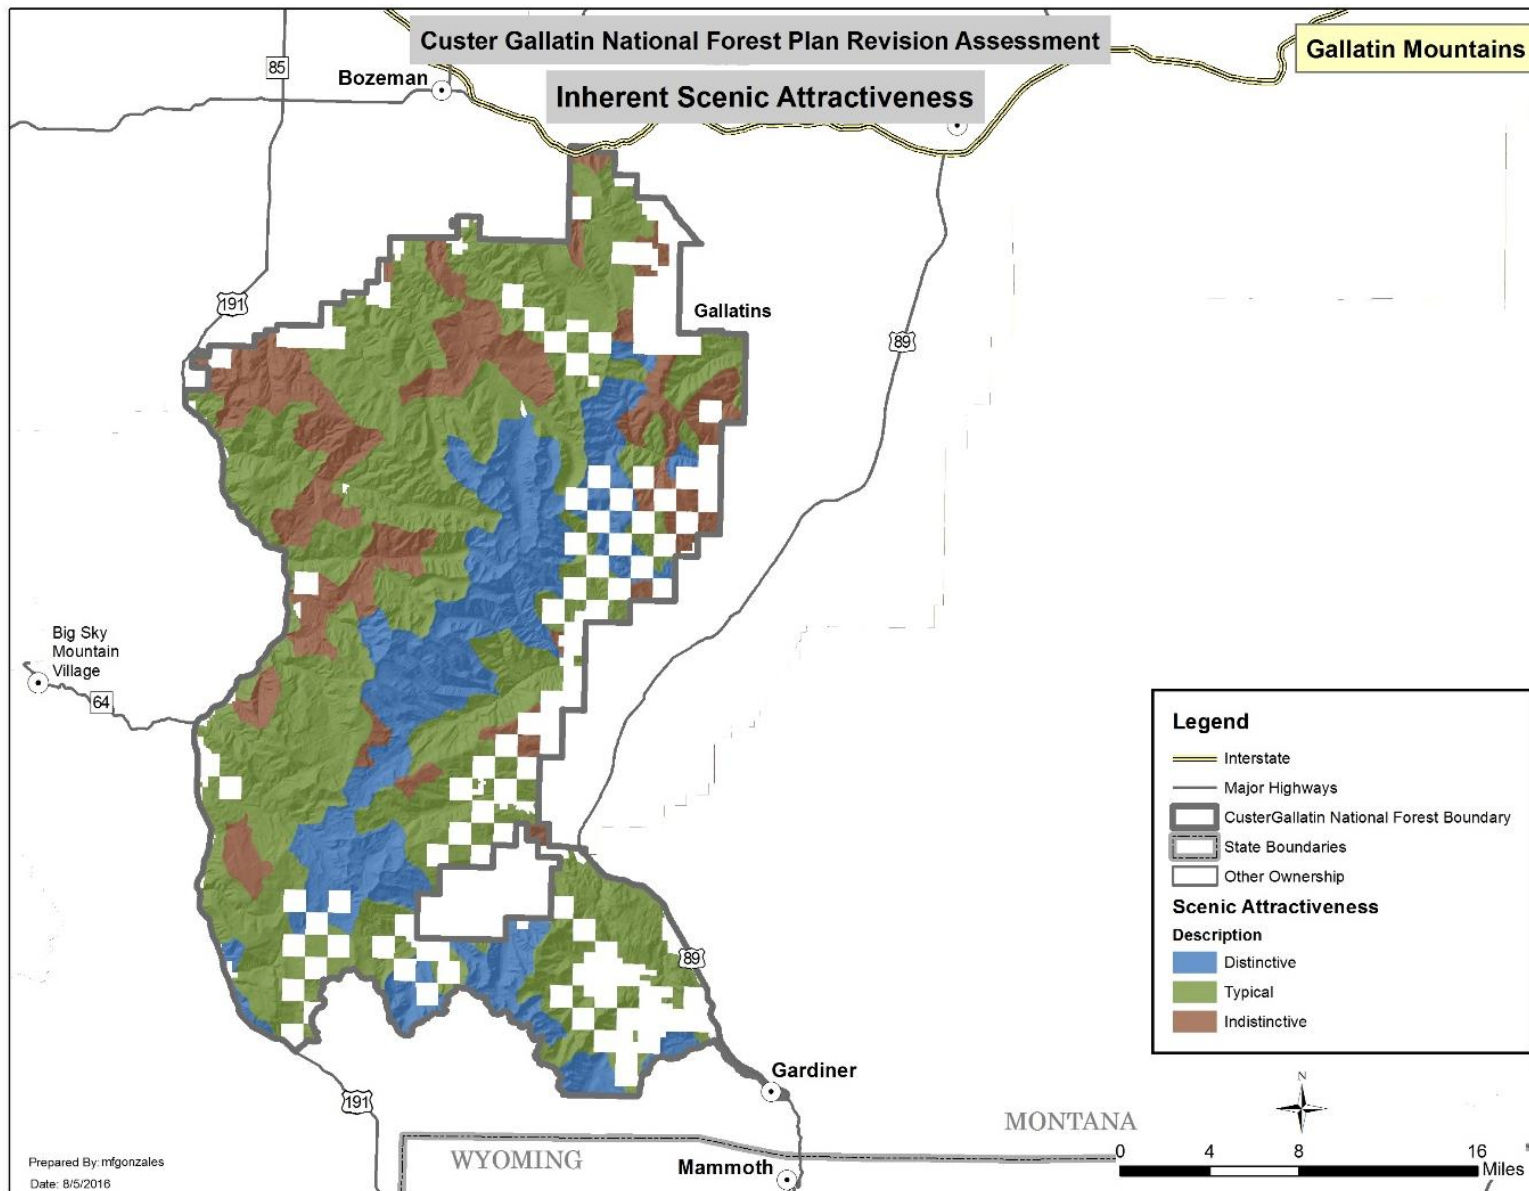 Custer Gallatin National Forest Plan Revision Assessment
Gallatin Mountains
85
Bozeman
Inherent Scenic Attractiveness
191
Gallatins
89
Big Sky
Mountain
Village
64
Legend
Interstate
Major Highways
CusterGallatin National Forest Boundary
State Boundaries
Other Ownership
Scenic Attractiveness
Description
Distinctive
Typical
Indistinctive
89
Gardiner
191
N
MONTANA
WYOMING
Mammoth
0 4 8 16
Miles
Prepared By: mfgonzales
Date: 8/5/2016